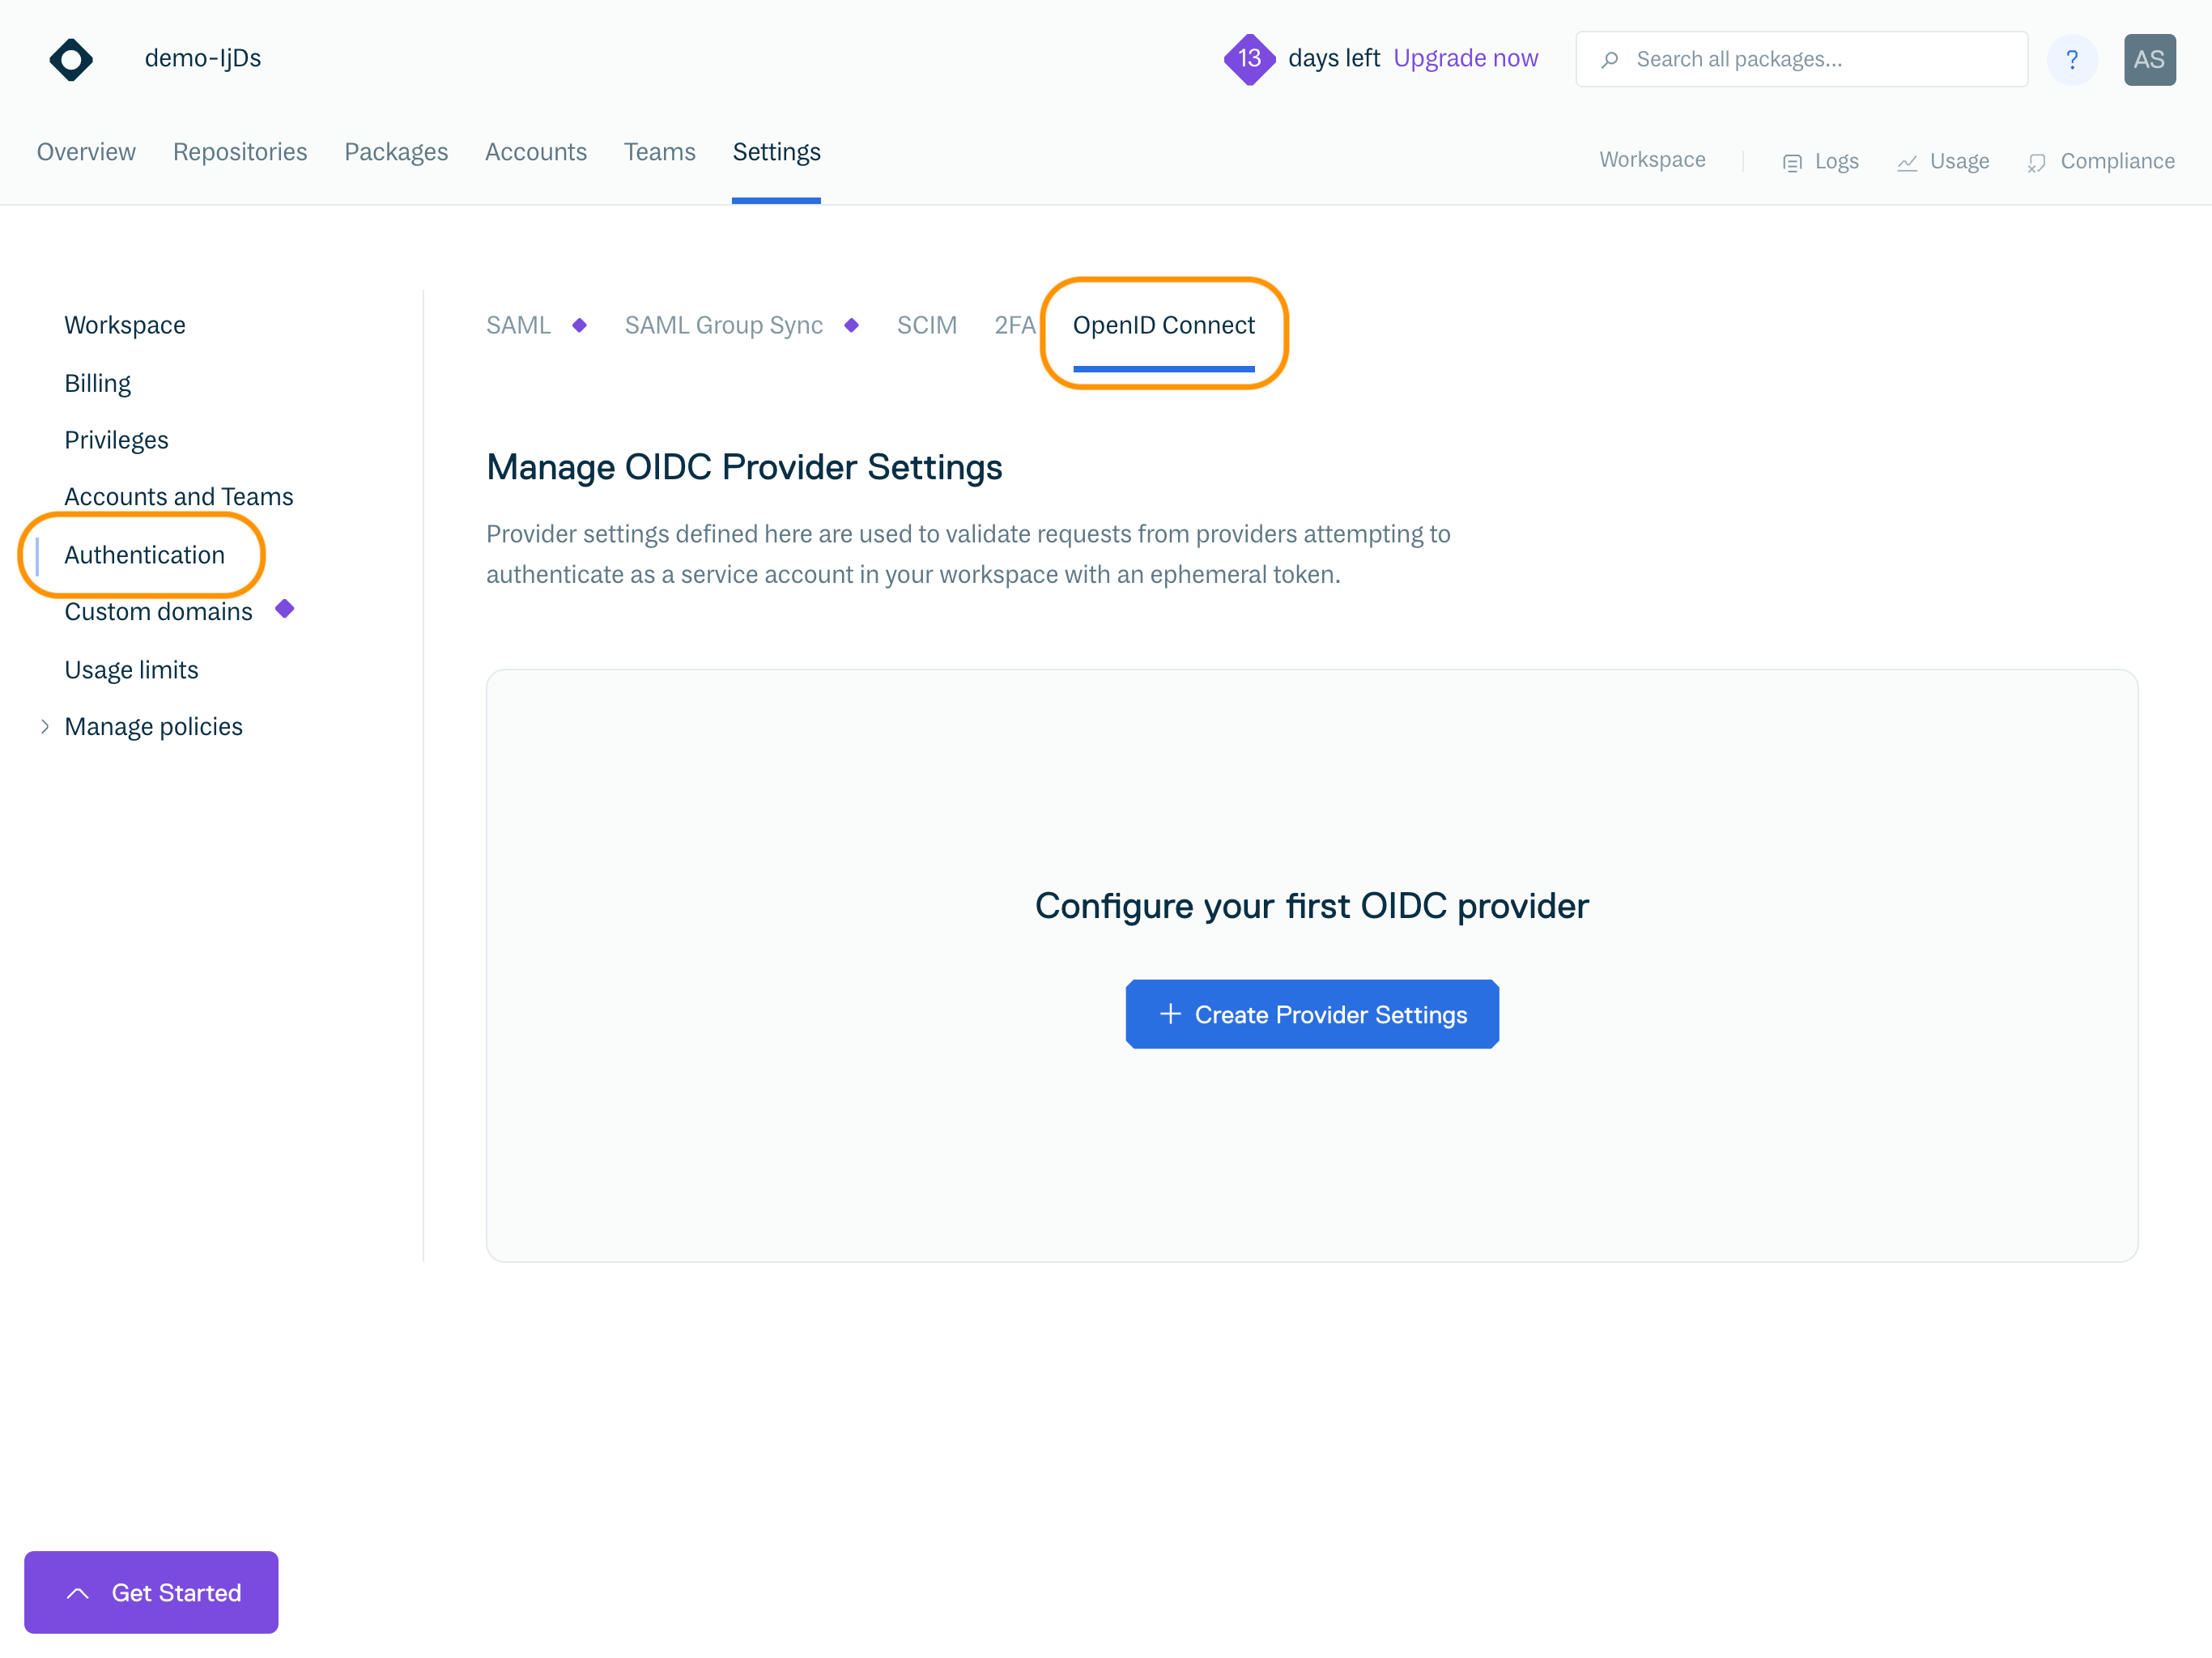 demo-IjDs
13 days left Upgrade now
Search all packages...
?
AS
Overview Repositories Packages Accounts Teams Settings
Workspace Logs Usage Compliance
Workspace
Billing
Privileges
Accounts and Teams
Authentication
Custom domains
Usage limits
Manage policies
SAML SAML Group Sync SCIM 2FA OpenID Connect
Manage OIDC Provider Settings
Provider settings defined here are used to validate requests from providers attempting to
authenticate as a service account in your workspace with an ephemeral token.
Configure your first OIDC provider
Create Provider Settings
Get Started